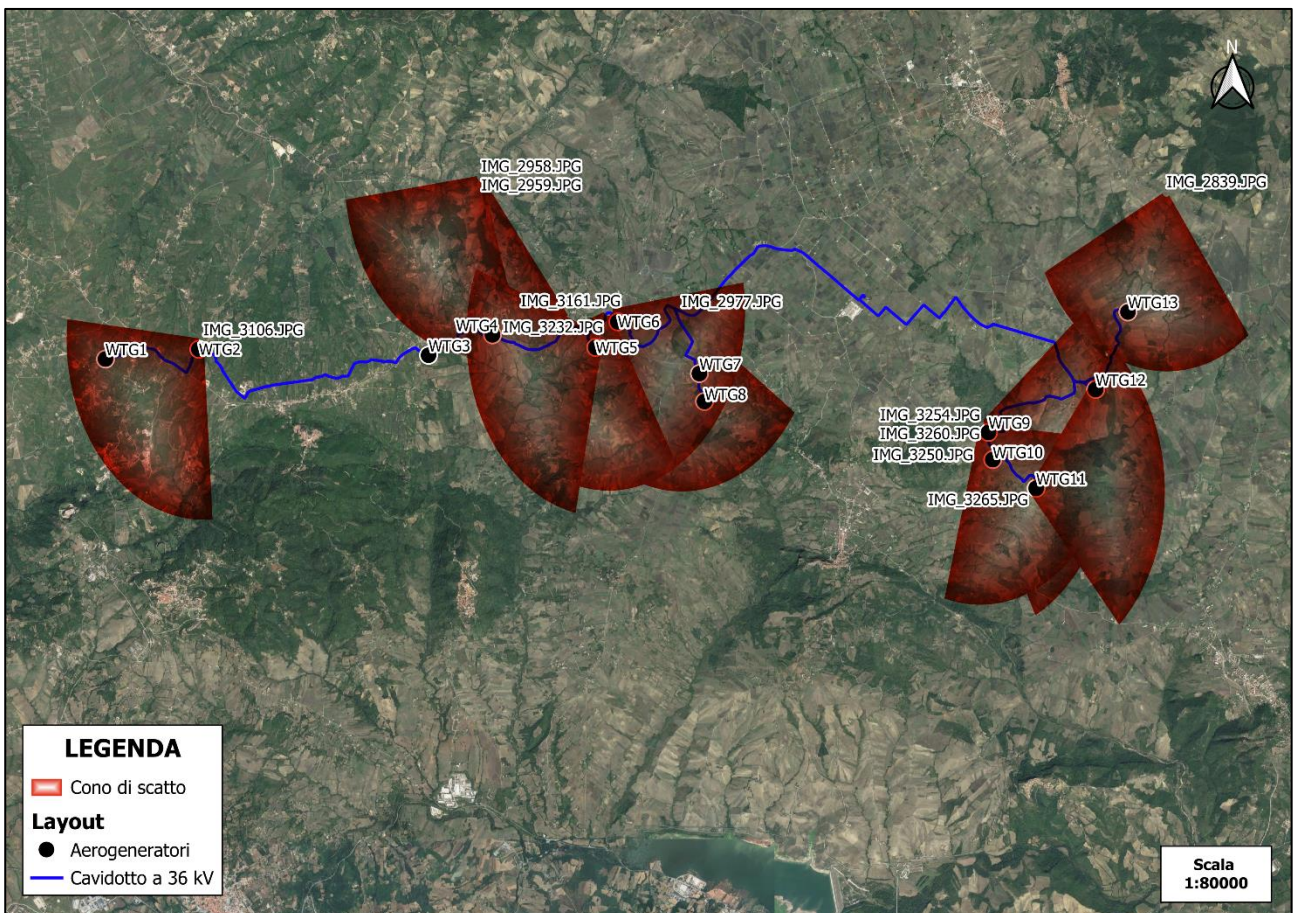 N
IMG_2958.JPG
IMG_2959.JPG
IMG_2839.JPG
IMG_3161.JPG
IMG_2977.JPG
WTG13
IMG_3106.JPG
WTG4
IMG_3232.JPG
WTG6
WTG1
WTG2
WTG3
WTG5
WTG7
WTG8
WTG12
IMG_3254.JPG
WTG9
IMG_3260.JPG
IMG_3250.JPG
WTG10
WTG11
IMG_3265.JPG
LEGENDA
Cono di scatto
Layout
Aerogeneratori
Cavidotto a 36 kV
Scala
1:80000